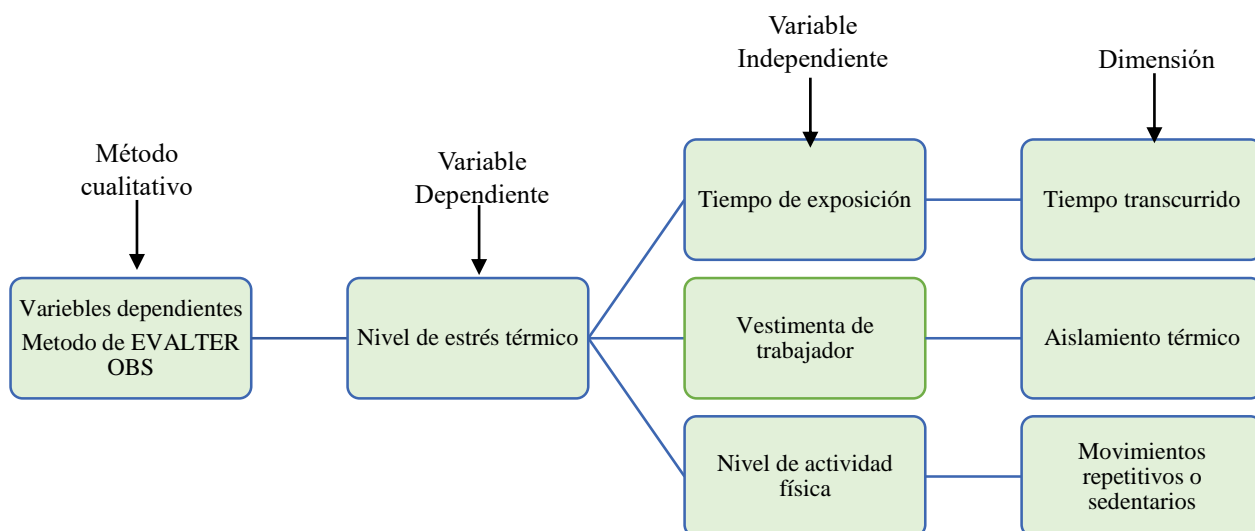 Método
cualitativo
Variable
Dependiente
Variable
Independiente
Dimensión
Variebles dependientes
Metodo de EVALTER
OBS
Nivel de estrés térmico
Tiempo de exposición
Tiempo transcurrido
Vestimenta de
trabajador
Aislamiento térmico
Nivel de actividad
física
Movimientos
repetitivos o
sedentarios